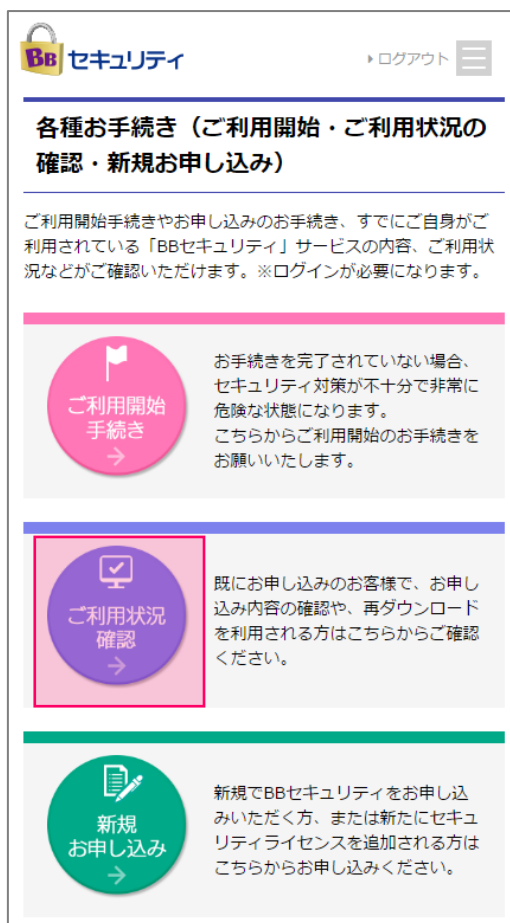 BB セキュリティ
ログアウト
各種お手続き（ご利用開始・ご利用状況の
確認・新規お申し込み）
ご利用開始手続きやお申し込みのお手続き、すでにご自身がご
利用されている「BBセキュリティ」サービスの内容、ご利用状
況などがご確認いただけます。※ログインが必要になります。
ご利用開始
手続き
お手続きを完了されていない場合、
セキュリティ対策が不十分で非常に
危険な状態になります。
こちらからご利用開始のお手続きを
お願いいたします。
ご利用状況
確認
既にお申し込みのお客様で、お申し
込み内容の確認や、再ダウンロード
を利用される方はこちらからご確認
ください。
新規
お申し込み
新規でBBセキュリティをお申し込
みいただく方、または新たにセキュ
リティライセンスを追加される方は
こちらからお申し込みください。